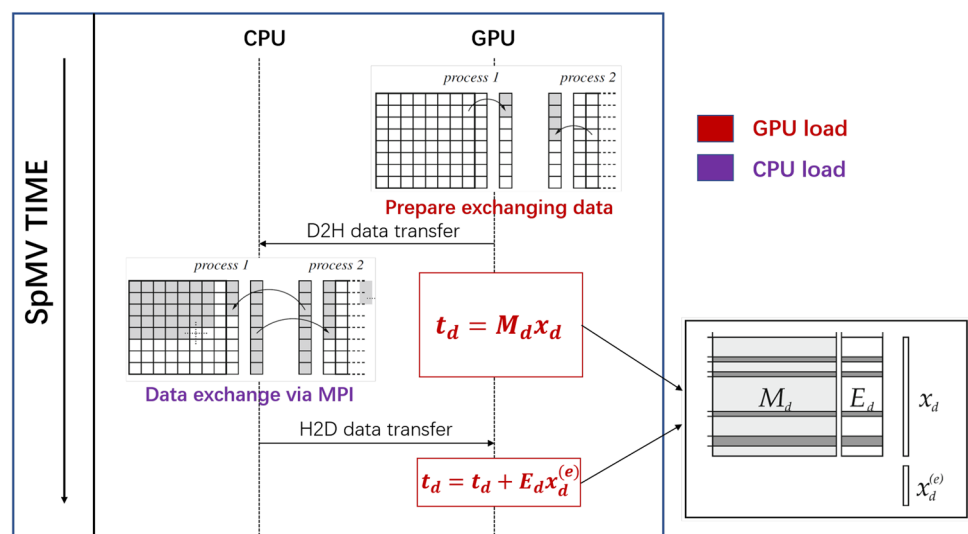 CPU
GPU
process 1
process 2
GPU load
CPU load
SpMV TIME
Prepare exchanging data
D2H data transfer
process 1
process 2
t_d = M_d x_d
M_d
E_d
x_d
Data exchange via MPI
H2D data transfer
t_d = t_d + E_d x_d^{(e)}
x_d^{(e)}